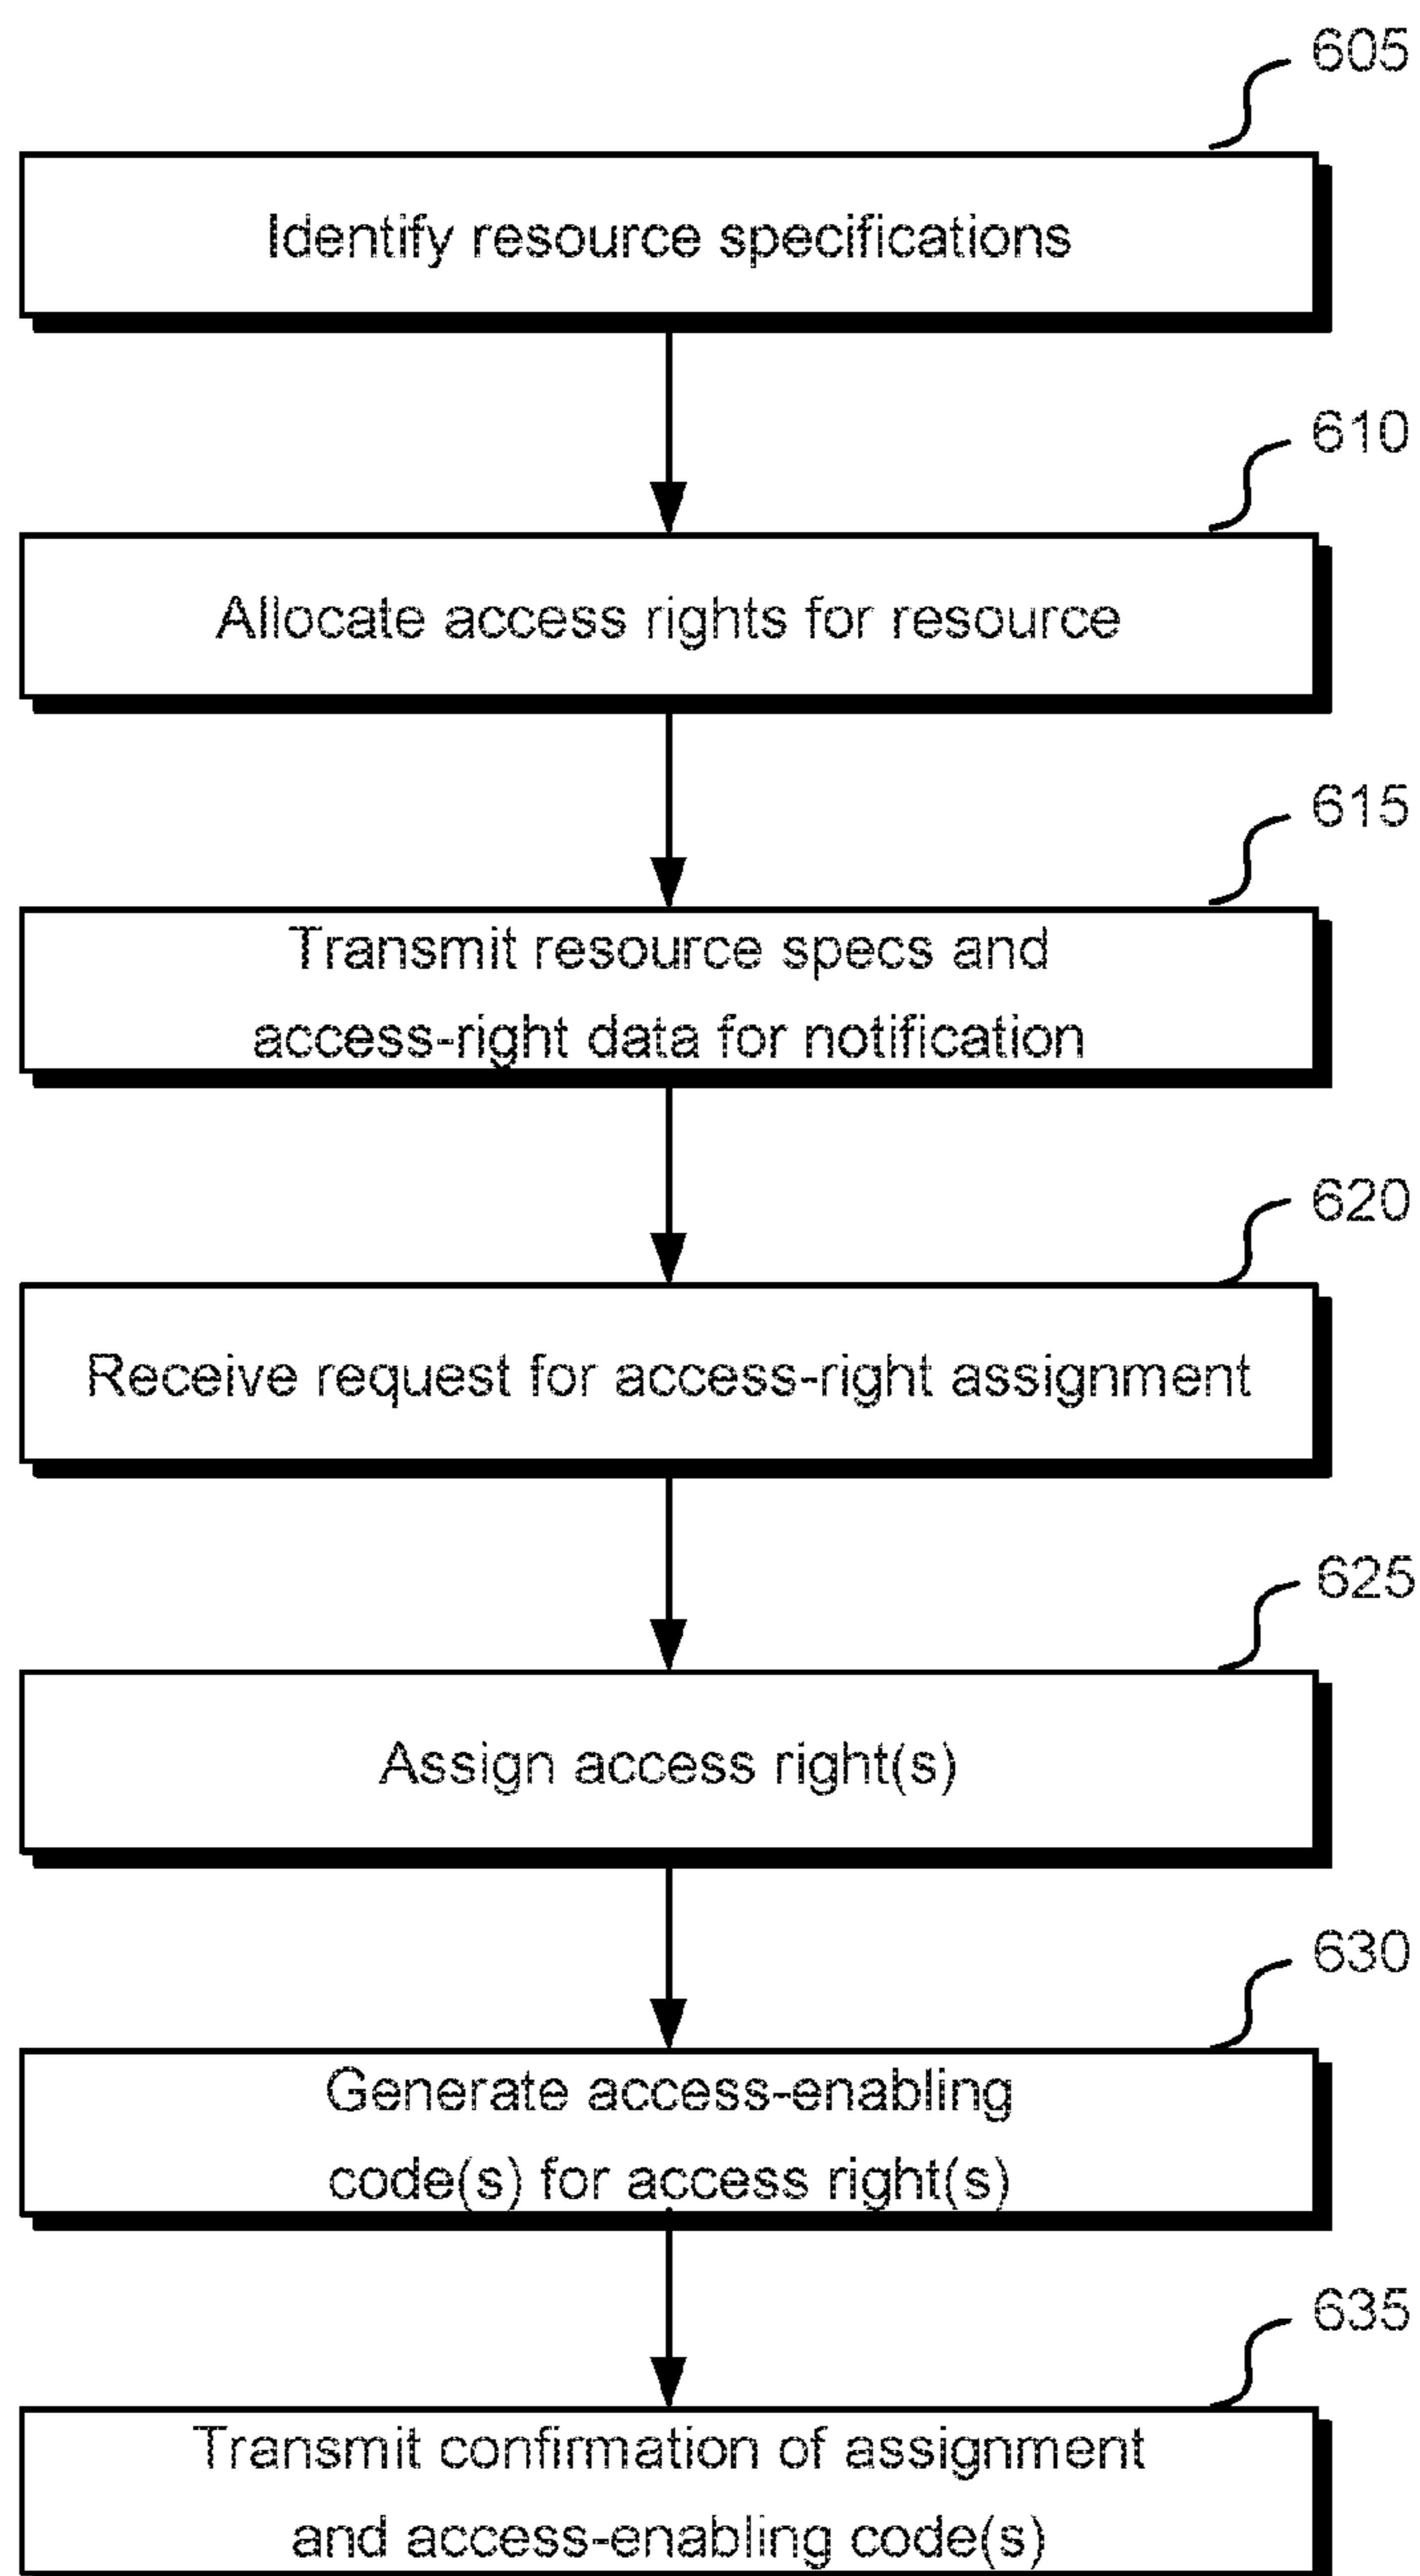 605
Identify resource specifications
610
Allocate access rights for resource
615
Transmit resource specs and
access-right data for notification
620
Receive request for access-right assignment
625
Assign access right(s)
630
Generate access-enabling
code(s) for access right(s)
635
Transmit confirmation of assignment
and access-enabling code(s)